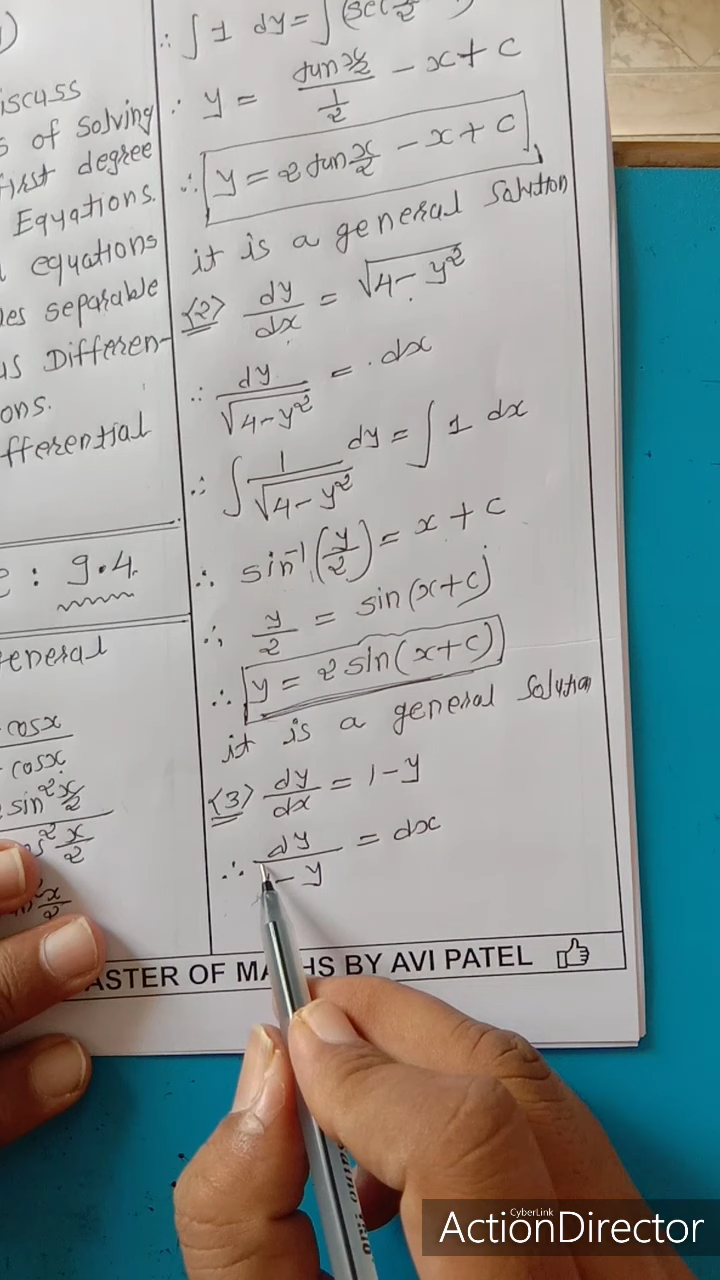 iscuss
s of solving
first degree
Equations.
equations
les separable
us Differen-
ons.
fferential
: 9.4.
eneral
cosx
cosx
sin²x/2
x/2
∴ ∫ 1 dy = ∫
∴ y = tan x/2 / 1/2 - x + c
∴ y = 2 tan x/2 - x + c
it is a general solution
<2> dy/dx = √4-y²
∴ dy/√4-y² = dx
∴ ∫ 1/√4-y² dy = ∫ 1 dx
∴ sin⁻¹(y/2) = x + c
∴ y/2 = sin(x+c)
∴ y = 2 sin(x+c)
it is a general solution
<3> dy/dx = 1-y
∴ dy/-y = dx
ASTER OF MA HS BY AVI PATEL
CyberLink
ActionDirector